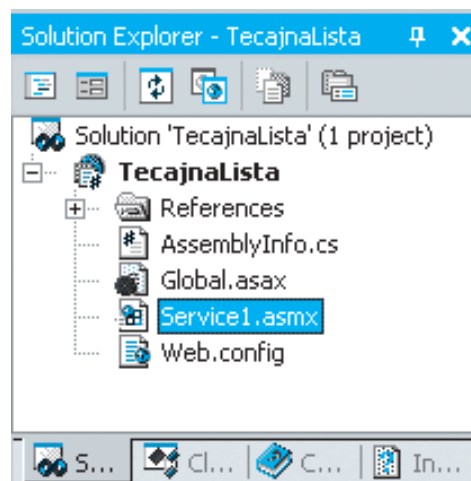 Solution Explorer - TecajnaLista
Solution 'TecajnaLista' (1 project)
TecajnaLista
References
AssemblyInfo.cs
Global.asax
Service1.asmx
Web.config
S... Cl... C... In...